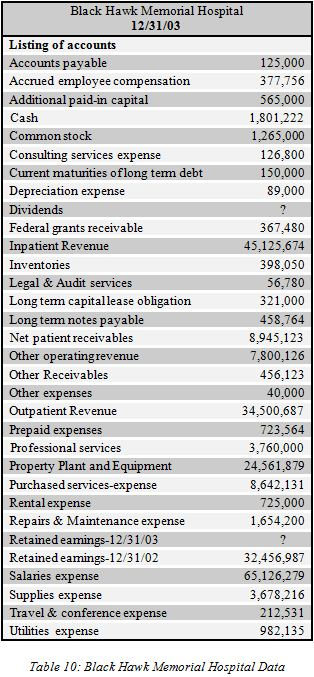 Black Hawk Memorial Hospital
12/31/03
Listing of accounts
Accounts payable 125,000
Accrued employee compensation 377,756
Additional paid-in capital 565,000
Cash 1,801,222
Common stock 1,265,000
Consulting services expense 126,800
Current maturities of long term debt 150,000
Depreciation expense 89,000
Dividends ?
Federal grants receivable 367,480
Inpatient Revenue 45,125,674
Inventories 398,050
Legal & Audit services 56,780
Long term capital lease obligation 321,000
Long term notes payable 458,764
Net patient receivables 8,945,123
Other operating revenue 7,800,126
Other Receivables 456,123
Other expenses 40,000
Outpatient Revenue 34,500,687
Prepaid expenses 723,564
Professional services 3,760,000
Property Plant and Equipment 24,561,879
Purchased services-expense 8,642,131
Rental expense 725,000
Repairs & Maintenance expense 1,654,200
Retained earnings-12/31/03 ?
Retained earnings-12/31/02 32,456,987
Salaries expense 65,126,279
Supplies expense 3,678,216
Travel & conference expense 212,531
Utilities expense 982,135
Table 10: Black Hawk Memorial Hospital Data